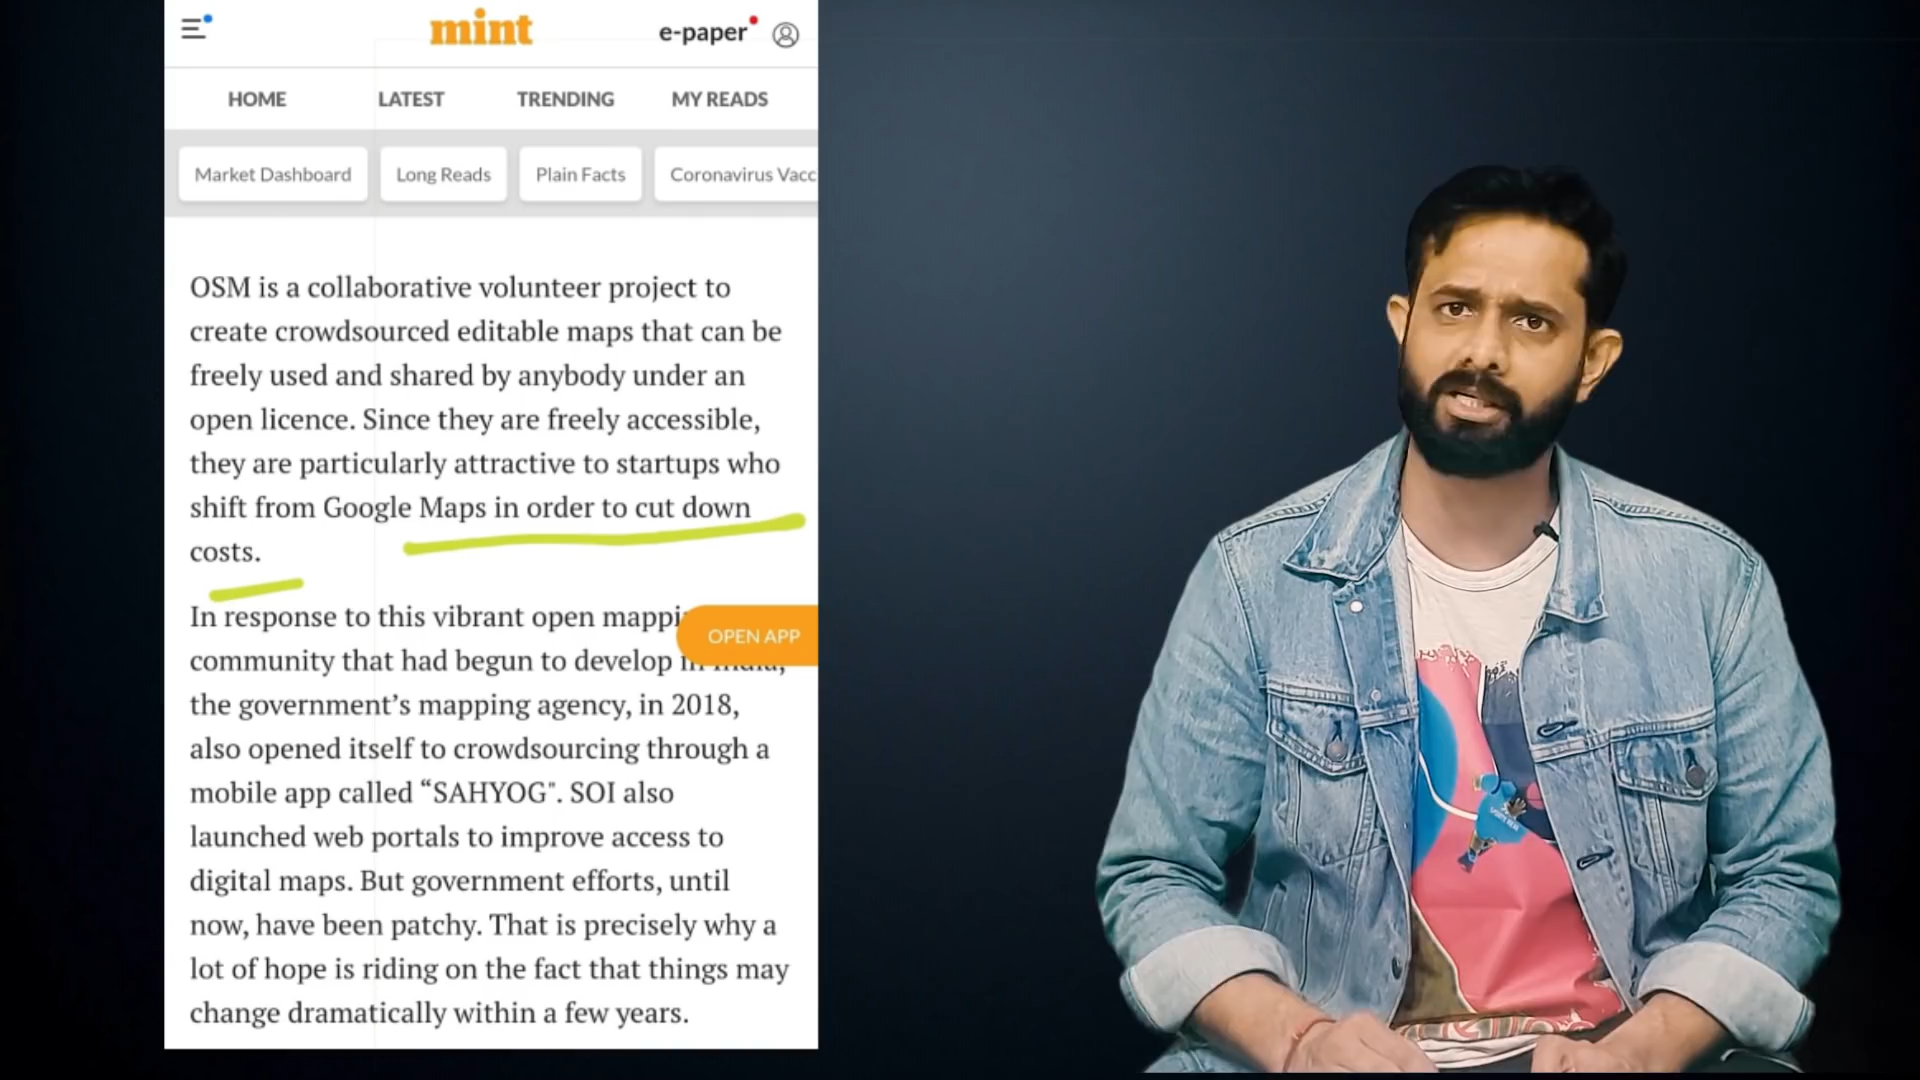 mint
e-paper
HOME LATEST TRENDING MY READS
Market Dashboard Long Reads Plain Facts Coronavirus Vacc
OSM is a collaborative volunteer project to
create crowdsourced editable maps that can be
freely used and shared by anybody under an
open licence. Since they are freely accessible,
they are particularly attractive to startups who
shift from Google Maps in order to cut down
costs.
In response to this vibrant open mappi
OPEN APP
community that had begun to develop in India,
the government’s mapping agency, in 2018,
also opened itself to crowdsourcing through a
mobile app called “SAHYOG". SOI also
launched web portals to improve access to
digital maps. But government efforts, until
now, have been patchy. That is precisely why a
lot of hope is riding on the fact that things may
change dramatically within a few years.